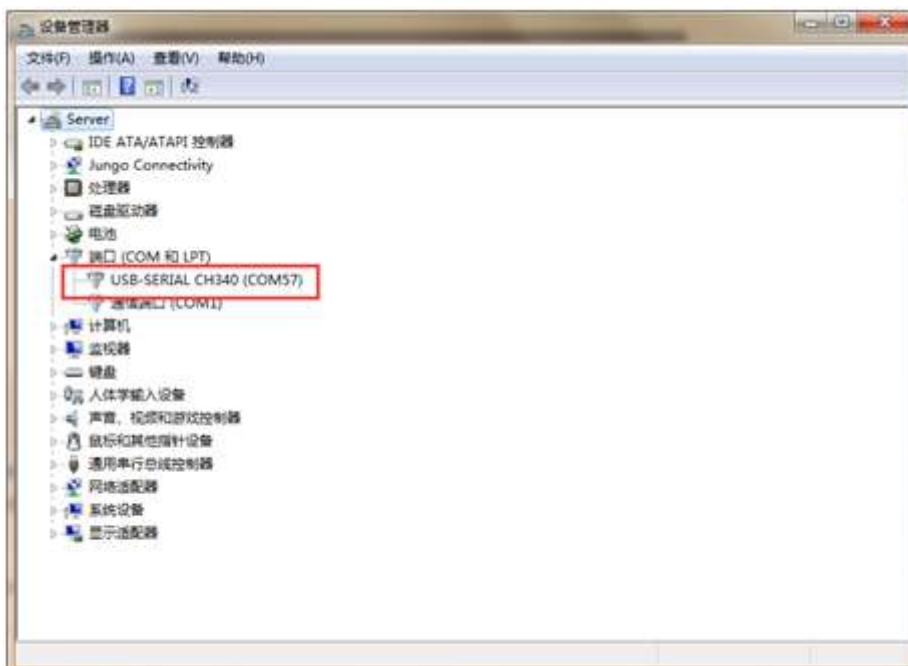 设备管理器
文件(F) 操作(A) 查看(V) 帮助(H)
Server
IDE ATA/ATAPI 控制器
Jungo Connectivity
处理器
磁盘驱动器
电池
端口 (COM 和 LPT)
USB-SERIAL CH340 (COM57)
通信端口 (COM1)
计算机
监视器
键盘
人体学输入设备
声音、视频和游戏控制器
鼠标和其他指针设备
通用串行总线控制器
网络适配器
系统设备
显示适配器